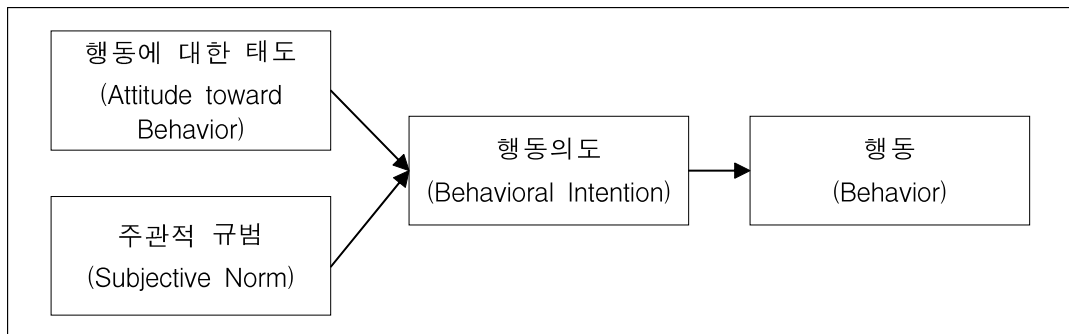 행동에 대한 태도
(Attitude toward
Behavior)
주관적 규범
(Subjective Norm)
행동의도
(Behavioral Intention)
행동
(Behavior)